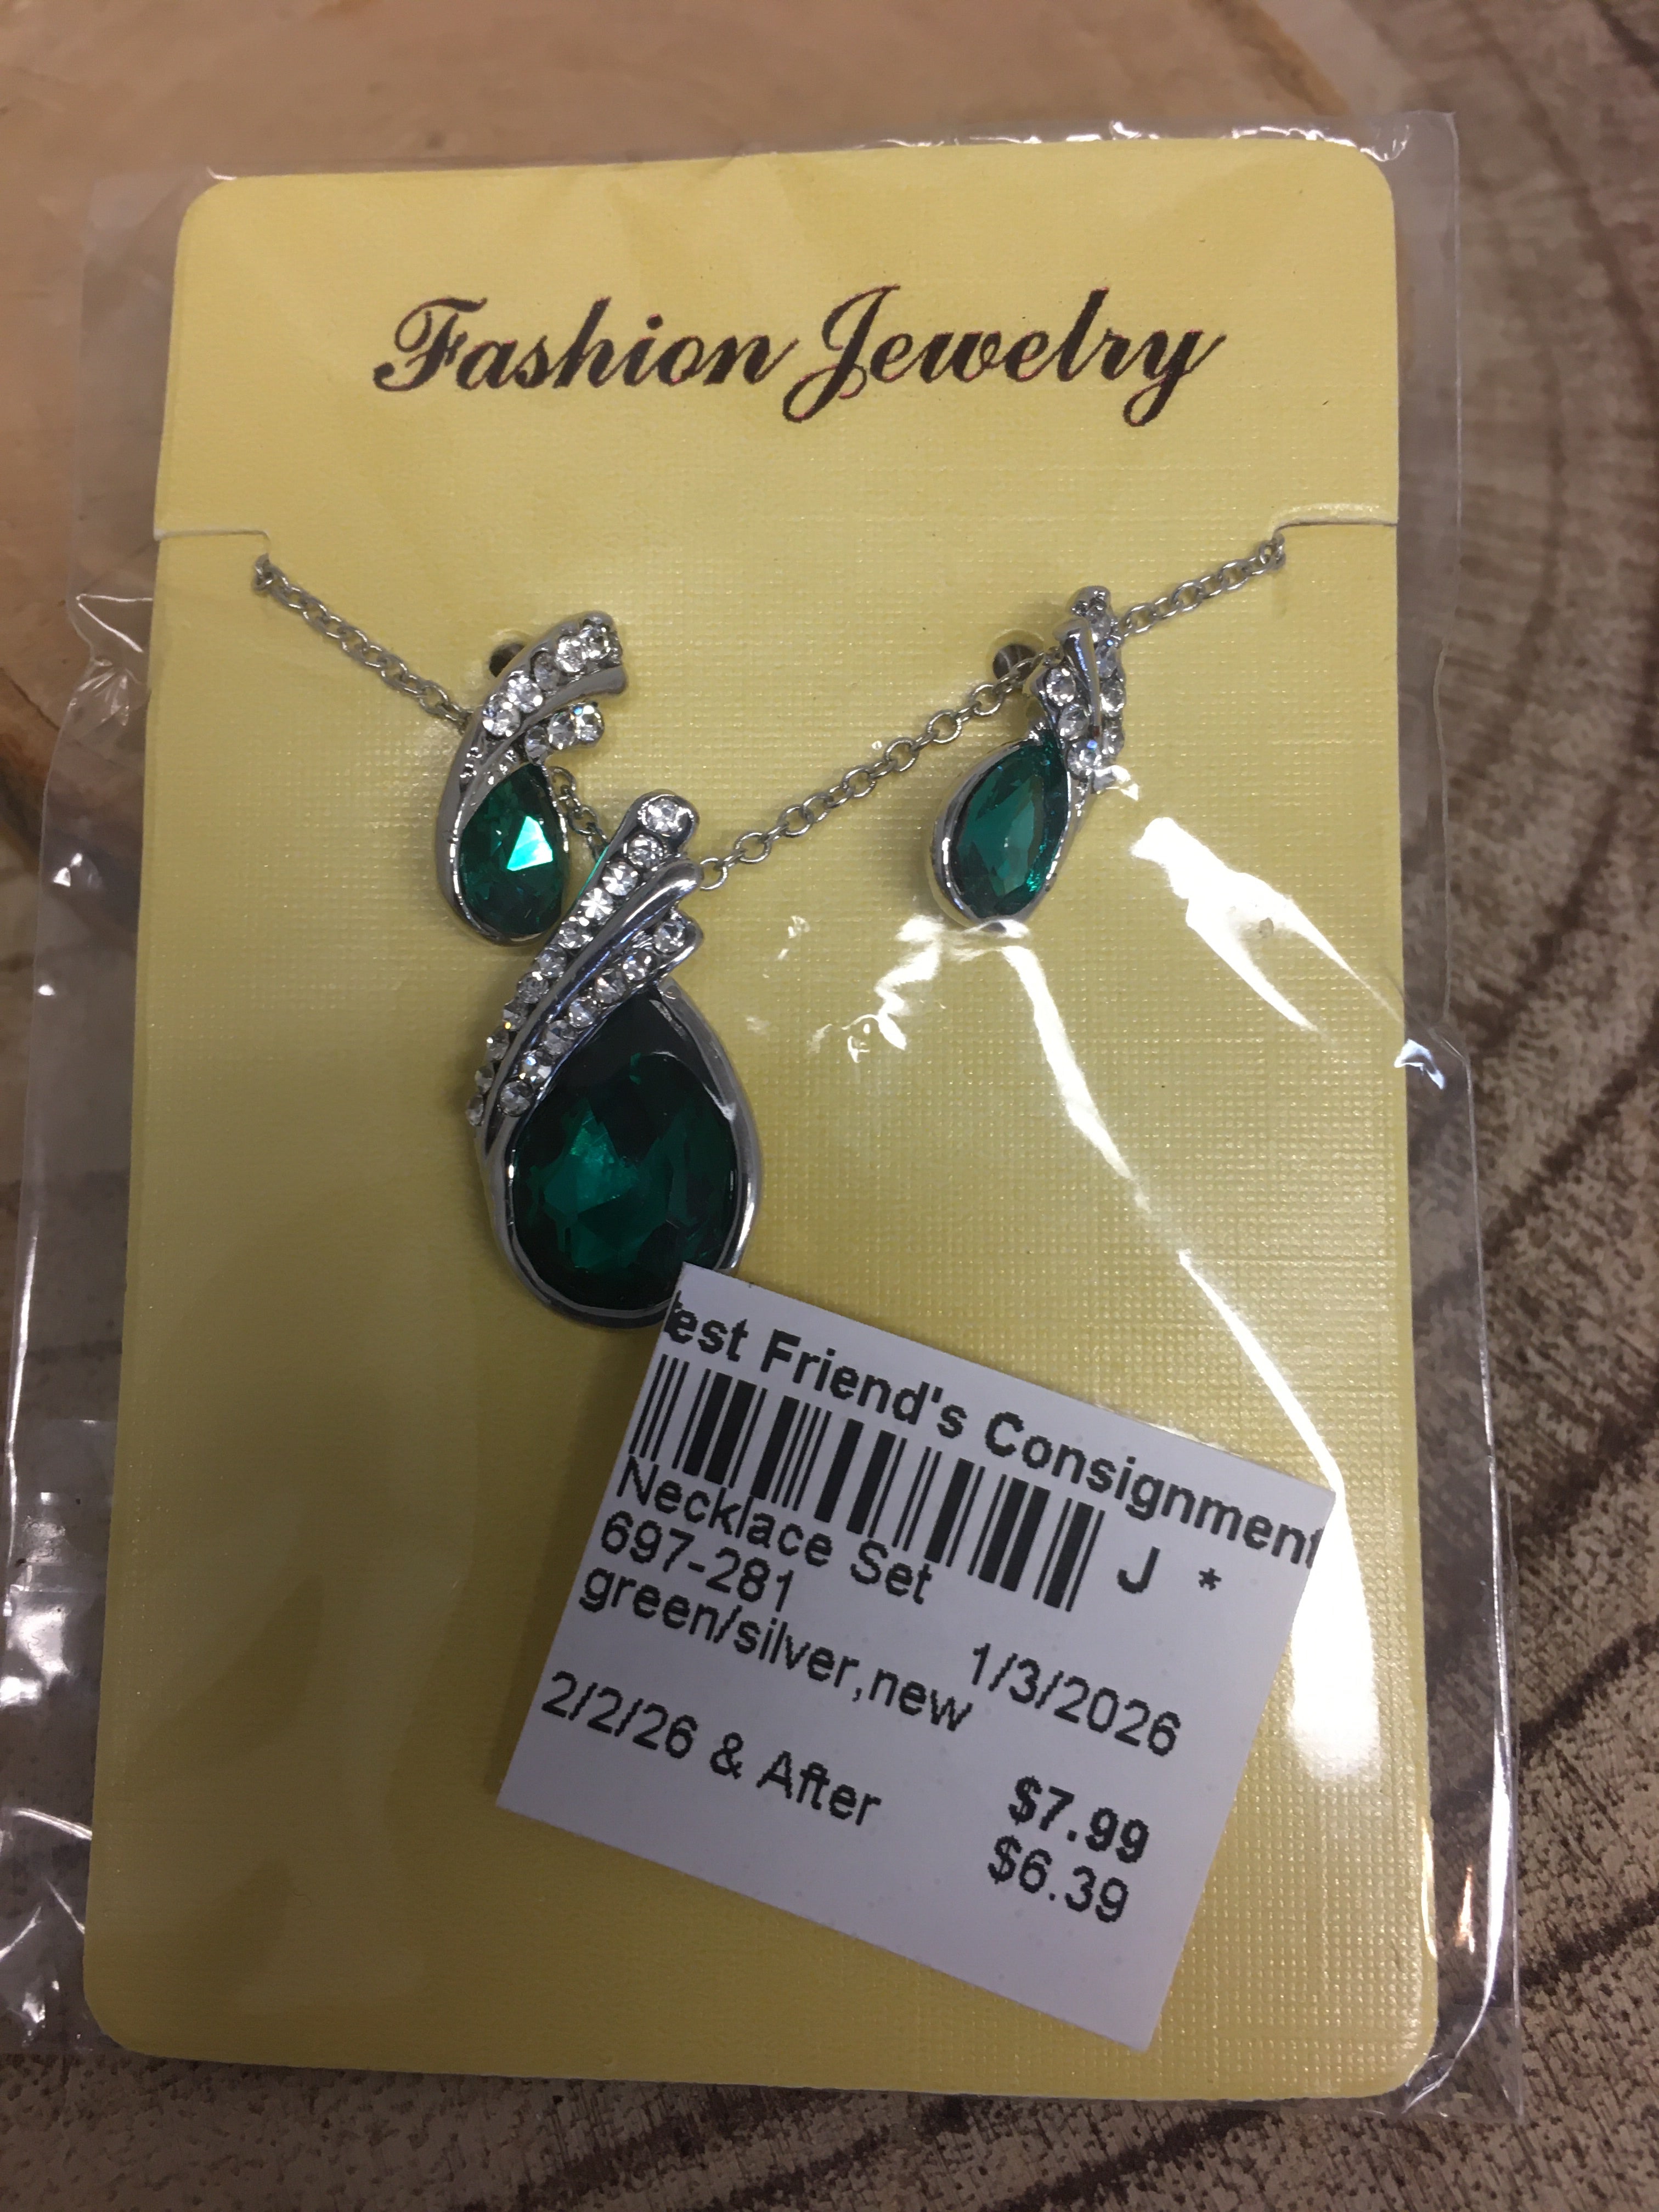 Fashion Jewelry
est Friend's Consignment
J *
Necklace Set
697-281 1/3/2026
green/silver,new
$7.99
2/2/26 & After $6.39